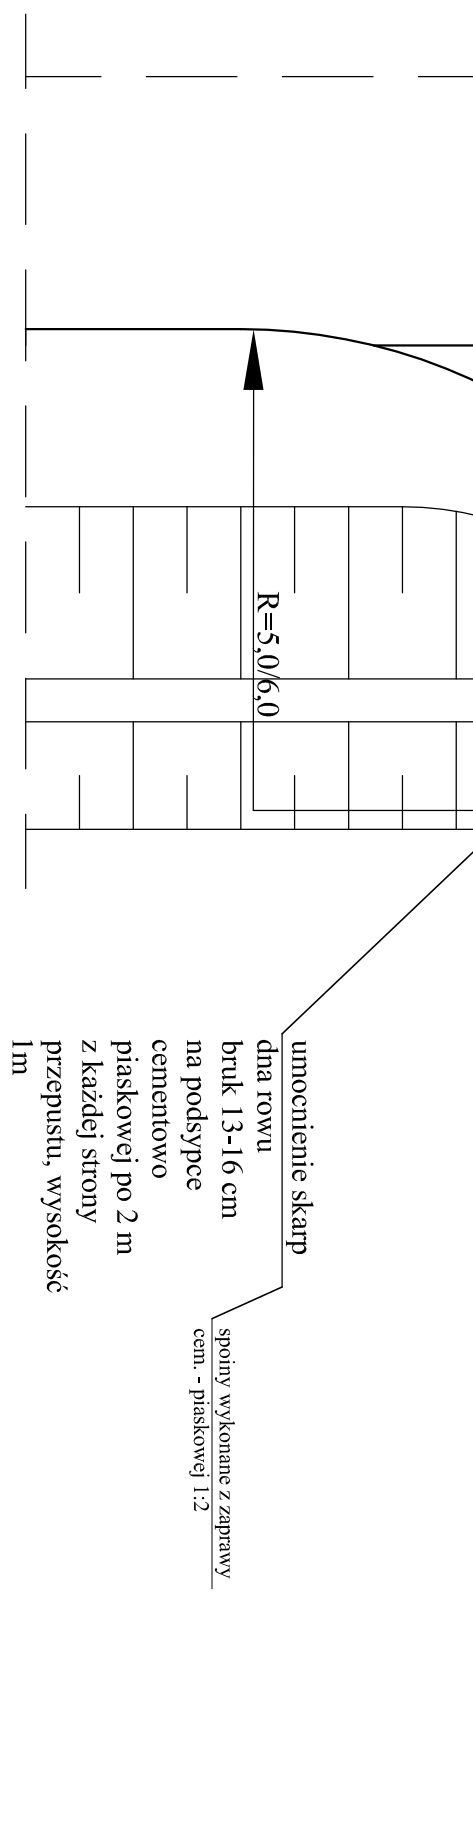 R=5,0/6,0
umocnienie skarp
dna rowu
bruk 13-16 cm
na podsypce
cementowo
piaskowej po 2 m
z każdej strony
przepustu, wysokość
1m
spoiny wykonane z zaprawy
cem. - piaskowej 1:2